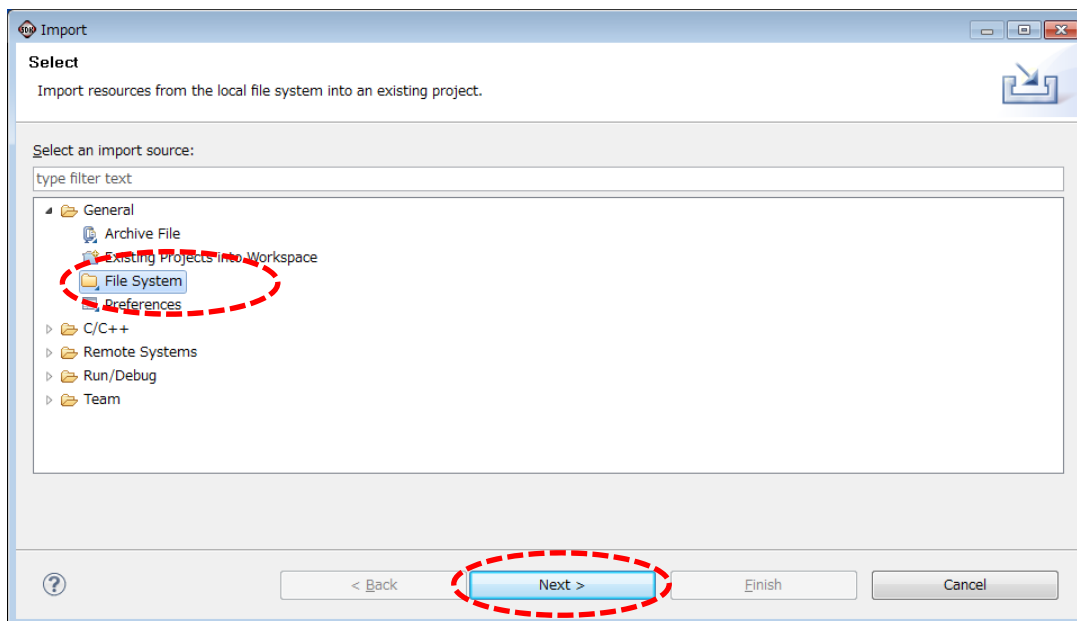 SDK Import
Select
Import resources from the local file system into an existing project.
Select an import source:
type filter text
General
Archive File
Existing Projects into Workspace
File System
Preferences
C/C++
Remote Systems
Run/Debug
Team
? < Back Next > Finish Cancel